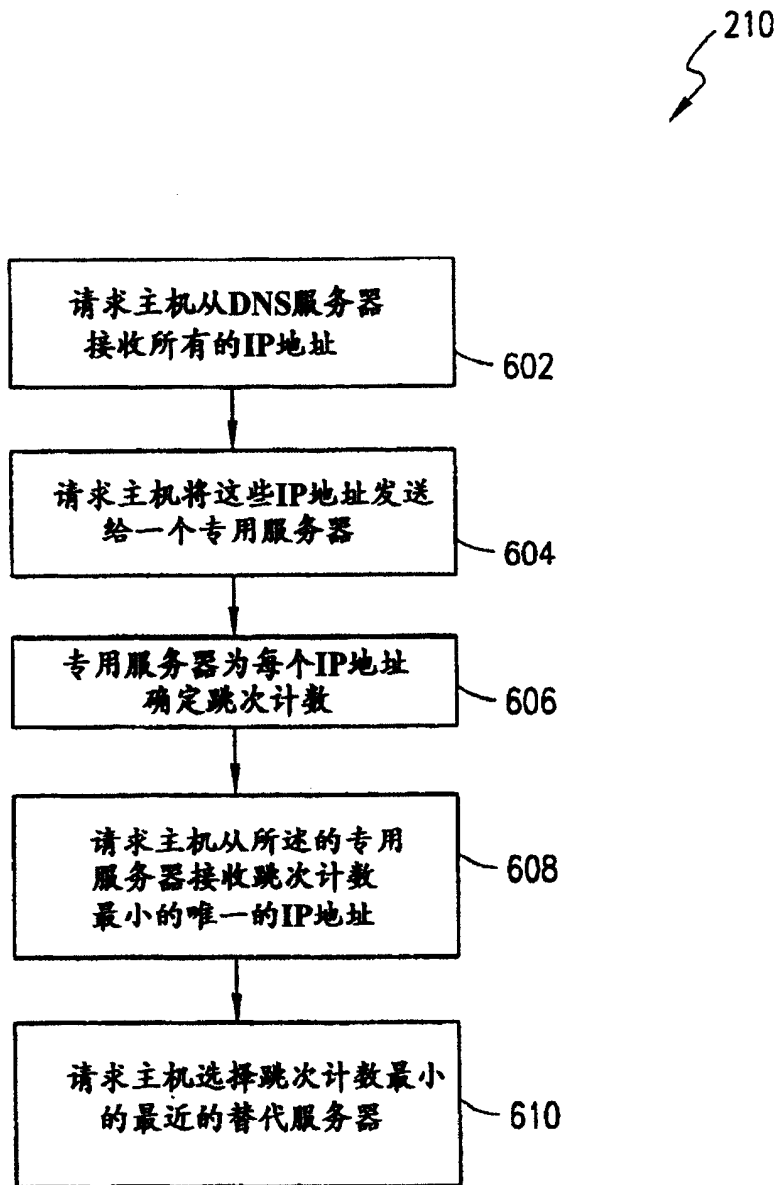 210
请求主机从DNS服务器
接收所有的IP地址
602
请求主机将这些IP地址发送
给一个专用服务器
604
专用服务器为每个IP地址
确定跳次计数
606
请求主机从所述的专用
服务器接收跳次计数
最小的唯一的IP地址
608
请求主机选择跳次计数最小
的最近的替代服务器
610